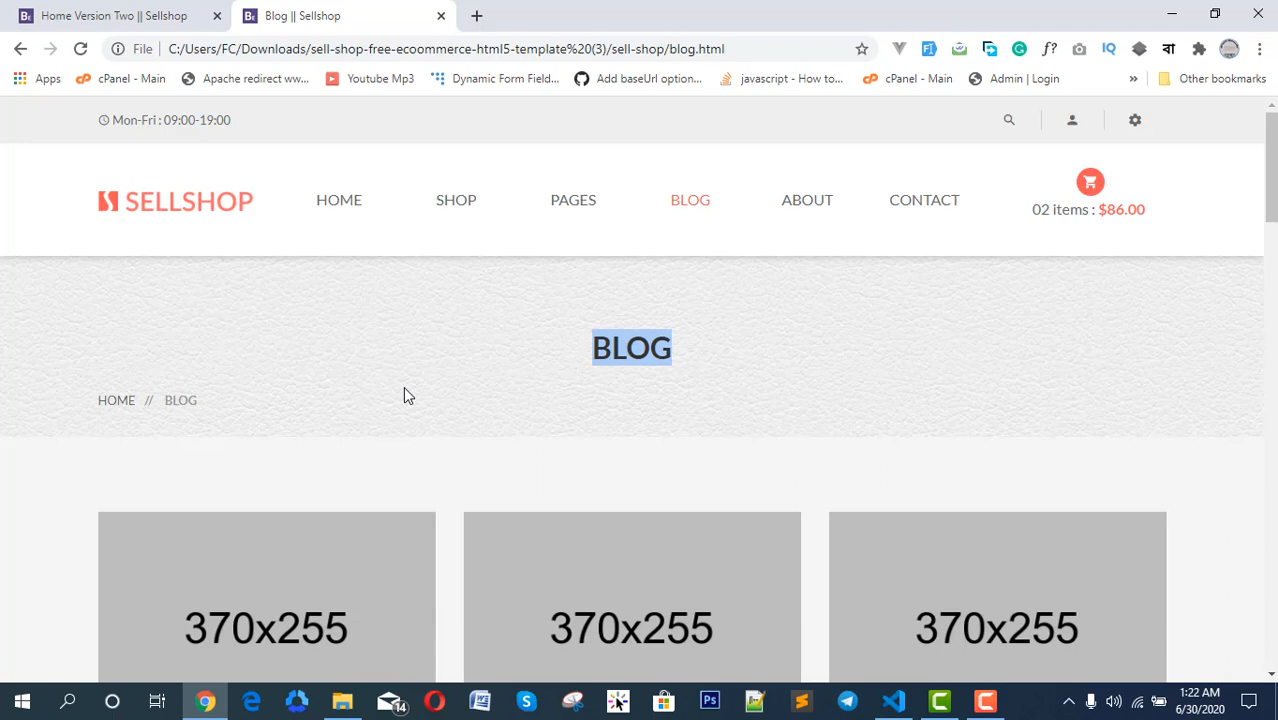 Home Version Two || Sellshop
Blog || Sellshop
File C:/Users/FC/Downloads/sell-shop-free-ecoommerce-html5-template%20(3)/sell-shop/blog.html
Apps cPanel - Main Apache redirect ww... Youtube Mp3 Dynamic Form Field... Add baseUrl option... javascript - How to... cPanel - Main Admin | Login » Other bookmarks
Mon-Fri : 09:00-19:00
SELLSHOP HOME SHOP PAGES BLOG ABOUT CONTACT
02 items : $86.00
BLOG
HOME // BLOG
370x255 370x255 370x255
14
1:22 AM
6/30/2020